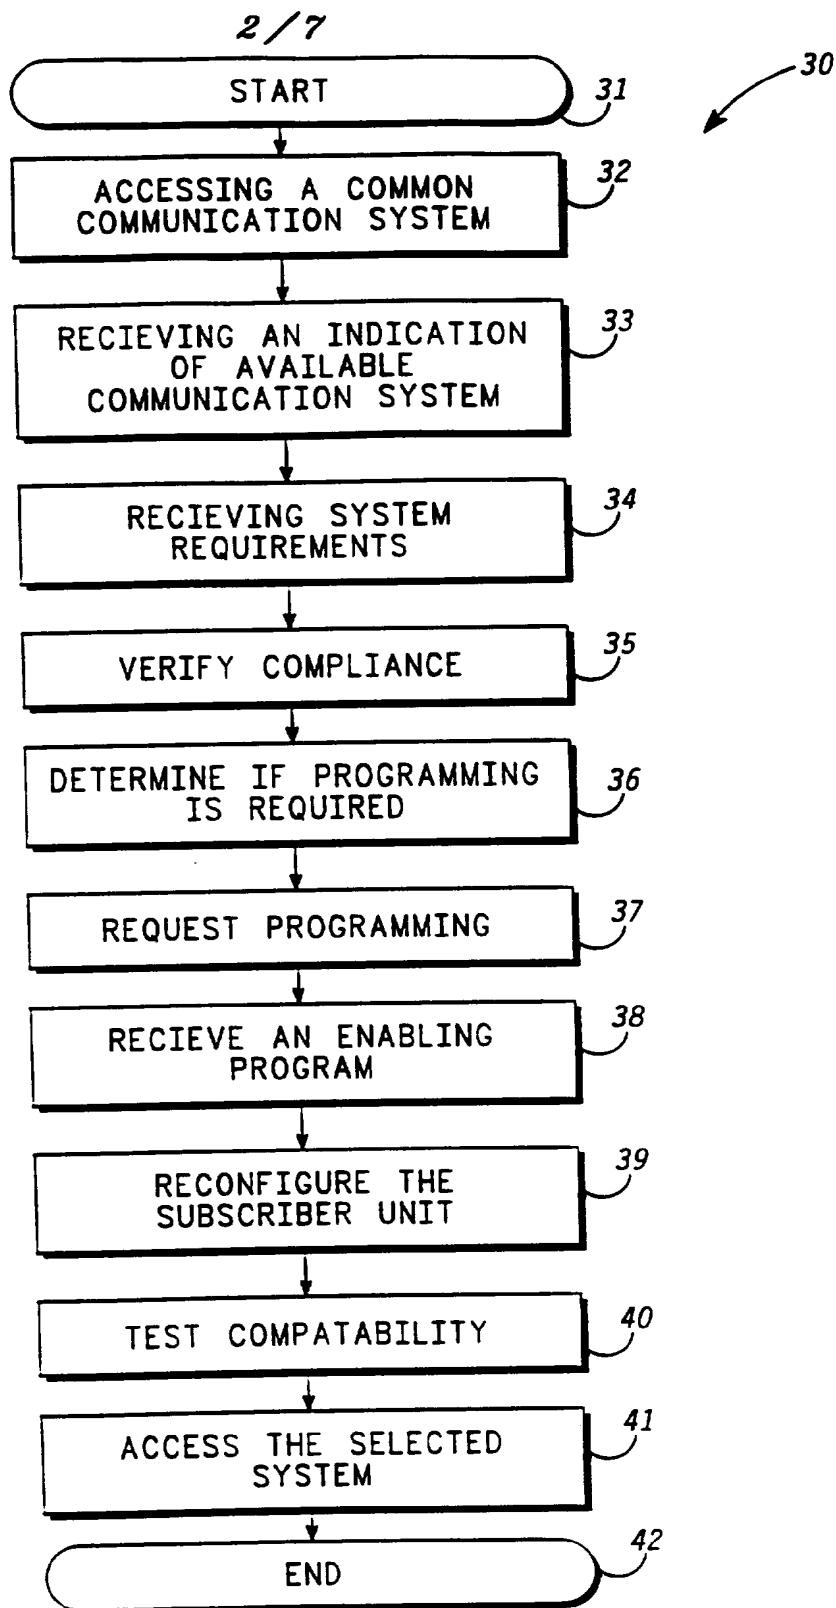 2/7
START
31
30
ACCESSING A COMMON
COMMUNICATION SYSTEM
32
RECIEVING AN INDICATION
OF AVAILABLE
COMMUNICATION SYSTEM
33
RECIEVING SYSTEM
REQUIREMENTS
34
VERIFY COMPLIANCE
35
DETERMINE IF PROGRAMMING
IS REQUIRED
36
REQUEST PROGRAMMING
37
RECIEVE AN ENABLING
PROGRAM
38
RECONFIGURE THE
SUBSCRIBER UNIT
39
TEST COMPATABILITY
40
ACCESS THE SELECTED
SYSTEM
41
END
42